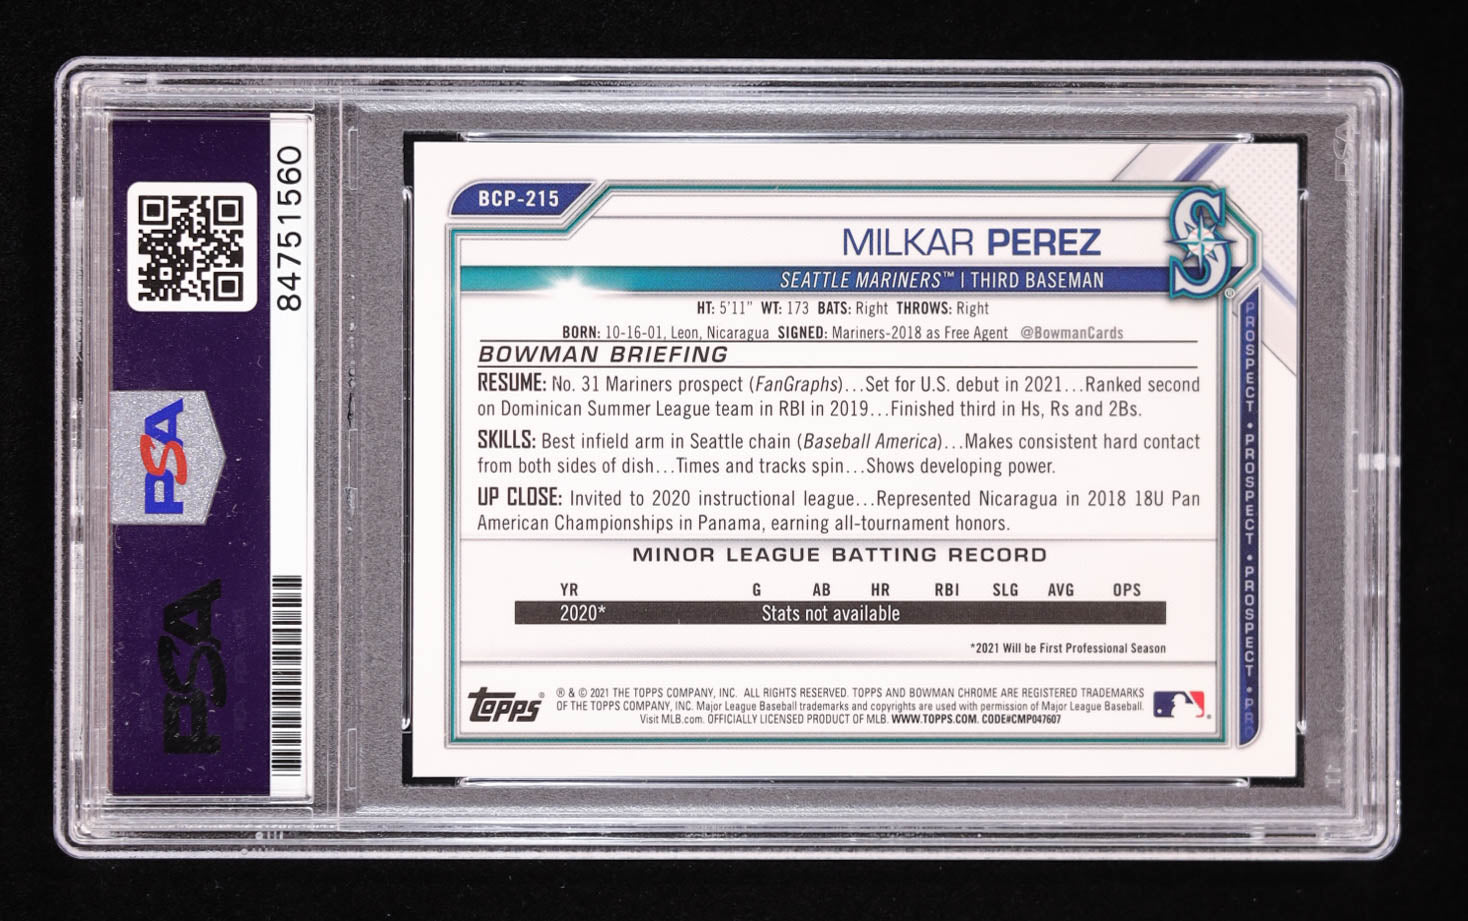 84751560
PSA
PSA
BCP-215
MILKAR PEREZ
S
SEATTLE MARINERS™ | THIRD BASEMAN
®
HT: 5'11" WT: 173 BATS: Right THROWS: Right
BORN: 10-16-01, Leon, Nicaragua SIGNED: Mariners-2018 as Free Agent @BowmanCards
BOWMAN BRIEFING
RESUME: No. 31 Mariners prospect (FanGraphs)...Set for U.S. debut in 2021...Ranked second
on Dominican Summer League team in RBI in 2019...Finished third in Hs, Rs and 2Bs.
SKILLS: Best infield arm in Seattle chain (Baseball America)...Makes consistent hard contact
from both sides of dish...Times and tracks spin...Shows developing power.
UP CLOSE: Invited to 2020 instructional league...Represented Nicaragua in 2018 18U Pan
American Championships in Panama, earning all-tournament honors.
MINOR LEAGUE BATTING RECORD
YR G AB HR RBI SLG AVG OPS
2020* Stats not available
*2021 Will be First Professional Season
Topps®
® & © 2021 THE TOPPS COMPANY, INC. ALL RIGHTS RESERVED. TOPPS AND BOWMAN CHROME ARE REGISTERED TRADEMARKS
OF THE TOPPS COMPANY, INC. Major League Baseball trademarks and copyrights are used with permission of Major League Baseball.
Visit MLB.com. OFFICIALLY LICENSED PRODUCT OF MLB. WWW.TOPPS.COM. CODE#CMP047607
PROSPECT • PROSPECT • PROSPECT • PRO
PSA